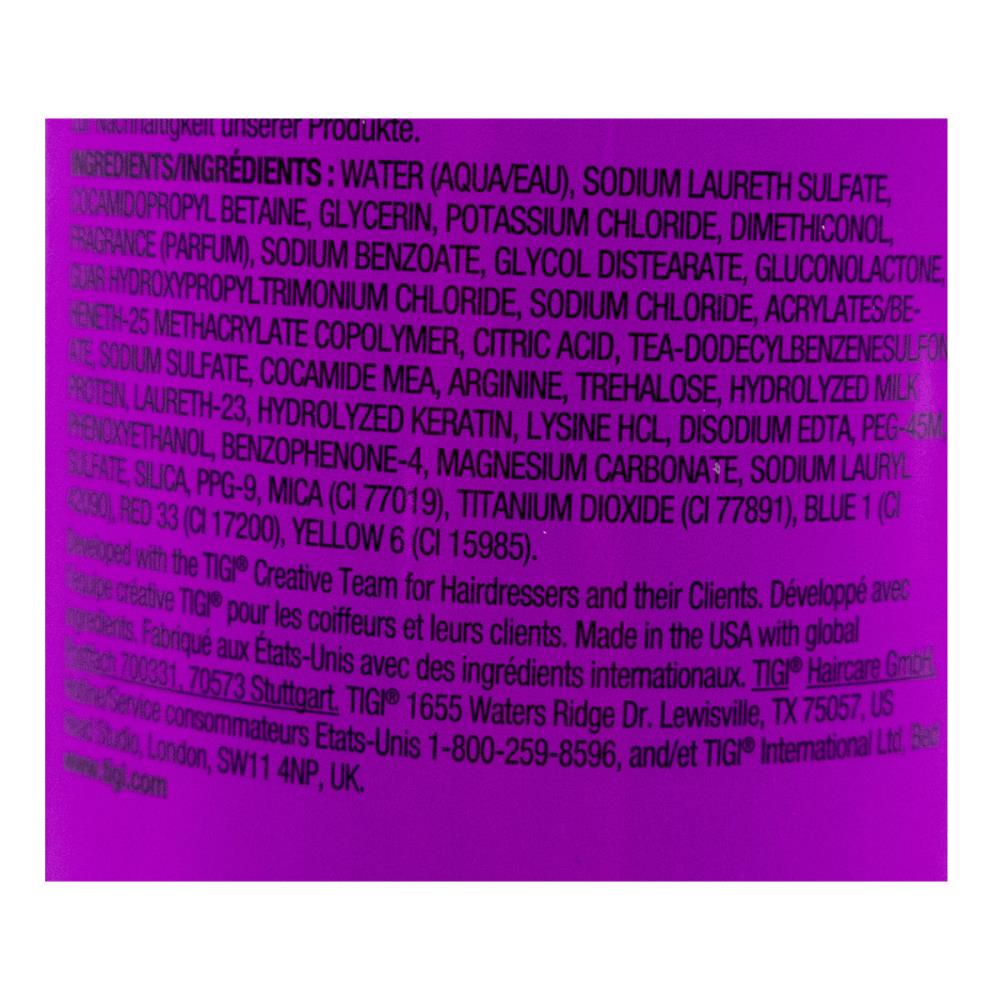 zur Nachhaltigkeit unserer Produkte.
INGREDIENTS/INGRÉDIENTS : WATER (AQUA/EAU), SODIUM LAURETH SULFATE,
COCAMIDOPROPYL BETAINE, GLYCERIN, POTASSIUM CHLORIDE, DIMETHICONOL,
FRAGRANCE (PARFUM), SODIUM BENZOATE, GLYCOL DISTEARATE, GLUCONOLACTONE,
GUAR HYDROXYPROPYLTRIMONIUM CHLORIDE, SODIUM CHLORIDE, ACRYLATES/BE-
HENETH-25 METHACRYLATE COPOLYMER, CITRIC ACID, TEA-DODECYLBENZENESULFON
ATE, SODIUM SULFATE, COCAMIDE MEA, ARGININE, TREHALOSE, HYDROLYZED MILK
PROTEIN, LAURETH-23, HYDROLYZED KERATIN, LYSINE HCL, DISODIUM EDTA, PEG-45M,
PHENOXYETHANOL, BENZOPHENONE-4, MAGNESIUM CARBONATE, SODIUM LAURYL
SULFATE, SILICA, PPG-9, MICA (CI 77019), TITANIUM DIOXIDE (CI 77891), BLUE 1 (CI
42090), RED 33 (CI 17200), YELLOW 6 (CI 15985).
Developed with the TIGI® Creative Team for Hairdressers and their Clients. Développé avec
l'équipe créative TIGI® pour les coiffeurs et leurs clients. Made in the USA with global
ingredients. Fabriqué aux États-Unis avec des ingrédients internationaux. TIGI® Haircare GmbH,
Postfach 700331, 70573 Stuttgart. TIGI® 1655 Waters Ridge Dr. Lewisville, TX 75057, US
Hotline/Service consommateurs Etats-Unis 1-800-259-8596, and/et TIGI® International Ltd, Bed
Head Studio, London, SW11 4NP, UK.
www.tigi.com